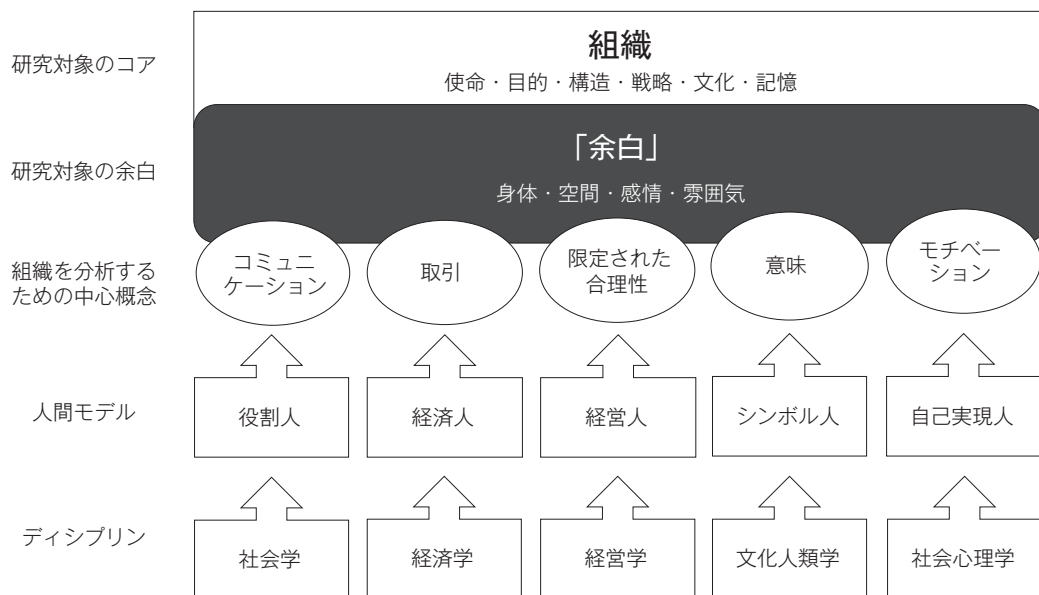 研究対象のコア
組織
使命・目的・構造・戦略・文化・記憶
研究対象の余白
「余白」
身体・空間・感情・雰囲気
組織を分析する
ための中心概念
コミュニ
ケーション
取引
限定された
合理性
意味
モチベー
ション
人間モデル
役割人
経済人
経営人
シンボル人
自己実現人
ディシプリン
社会学
経済学
経営学
文化人類学
社会心理学